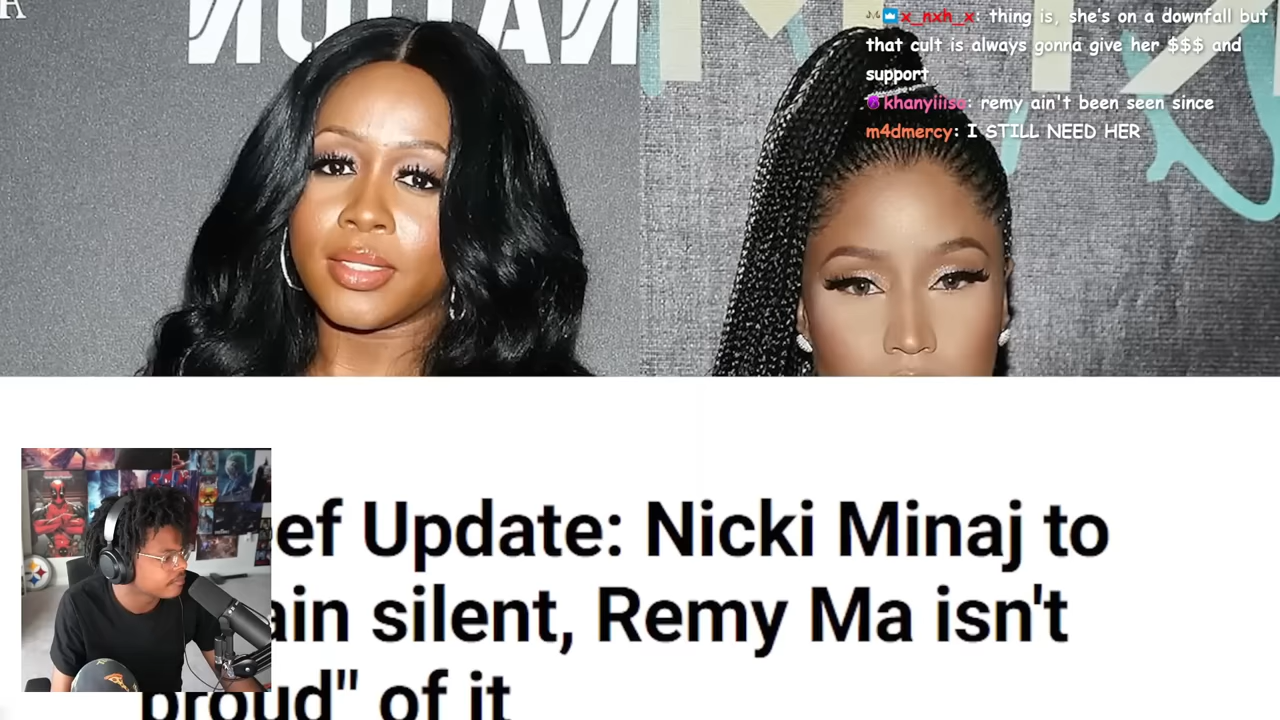 x_nxh_x: thing is, she's on a downfall but
that cult is always gonna give her $$$ and
support
khanyiiisa: remy ain't been seen since
m4dmercy: I STILL NEED HER
ef Update: Nicki Minaj to
ain silent, Remy Ma isn't
proud" of it